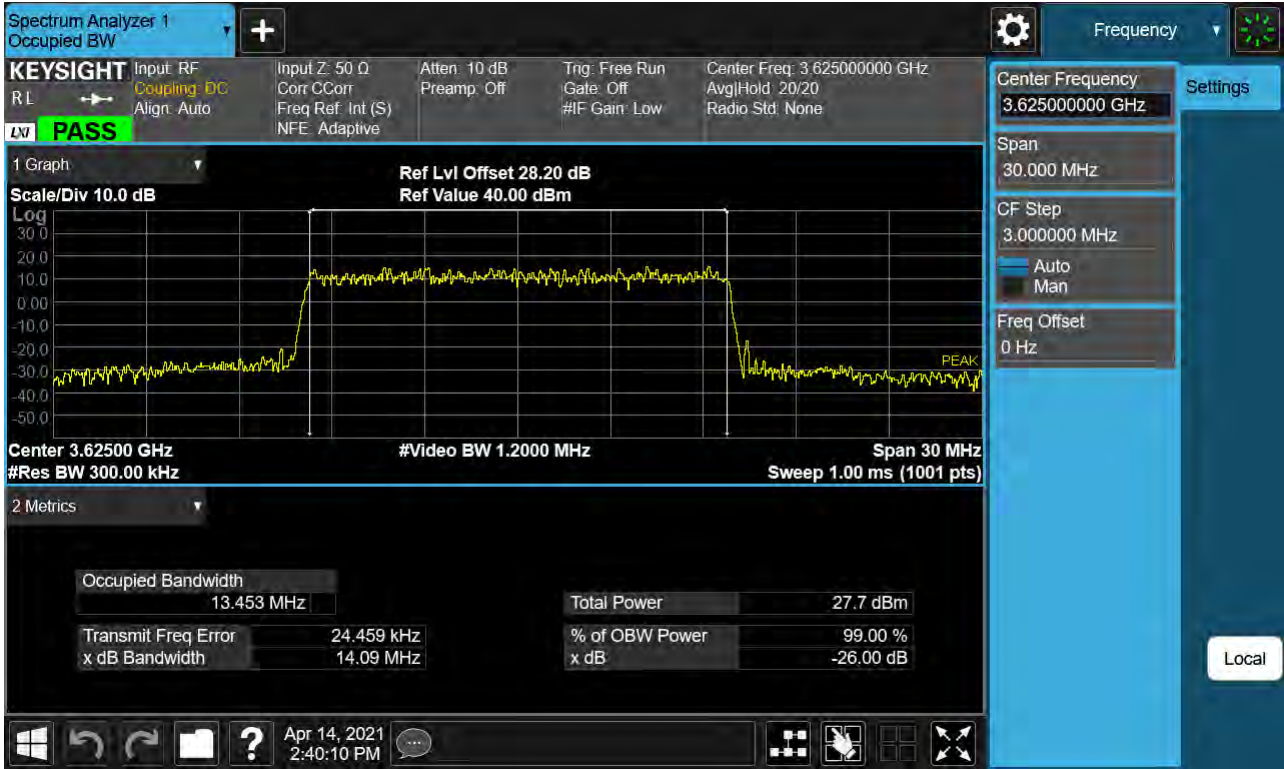 Spectrum Analyzer 1
Occupied BW
+
Frequency
KEYSIGHT
RL
LXI
PASS
Input: RF
Coupling: DC
Align: Auto
Input Z: 50 Ω
Corr CCorr
Freq Ref: Int (S)
NFE: Adaptive
Atten: 10 dB
Preamp: Off
Trig: Free Run
Gate: Off
#IF Gain: Low
Center Freq: 3.625000000 GHz
Avg|Hold: 20/20
Radio Std: None
Center Frequency
3.625000000 GHz
Settings
Span
30.000 MHz
CF Step
3.000000 MHz
Auto
Man
Freq Offset
0 Hz
Local
1 Graph
Scale/Div 10.0 dB
Ref Lvl Offset 28.20 dB
Ref Value 40.00 dBm
Log
30.0
20.0
10.0
0.00
-10.0
-20.0
-30.0
-40.0
-50.0
PEAK
Center 3.62500 GHz
#Video BW 1.2000 MHz
Span 30 MHz
#Res BW 300.00 kHz
Sweep 1.00 ms (1001 pts)
2 Metrics
Occupied Bandwidth
13.453 MHz
Total Power 27.7 dBm
Transmit Freq Error 24.459 kHz
% of OBW Power 99.00 %
x dB Bandwidth 14.09 MHz
x dB -26.00 dB
?
Apr 14, 2021
2:40:10 PM